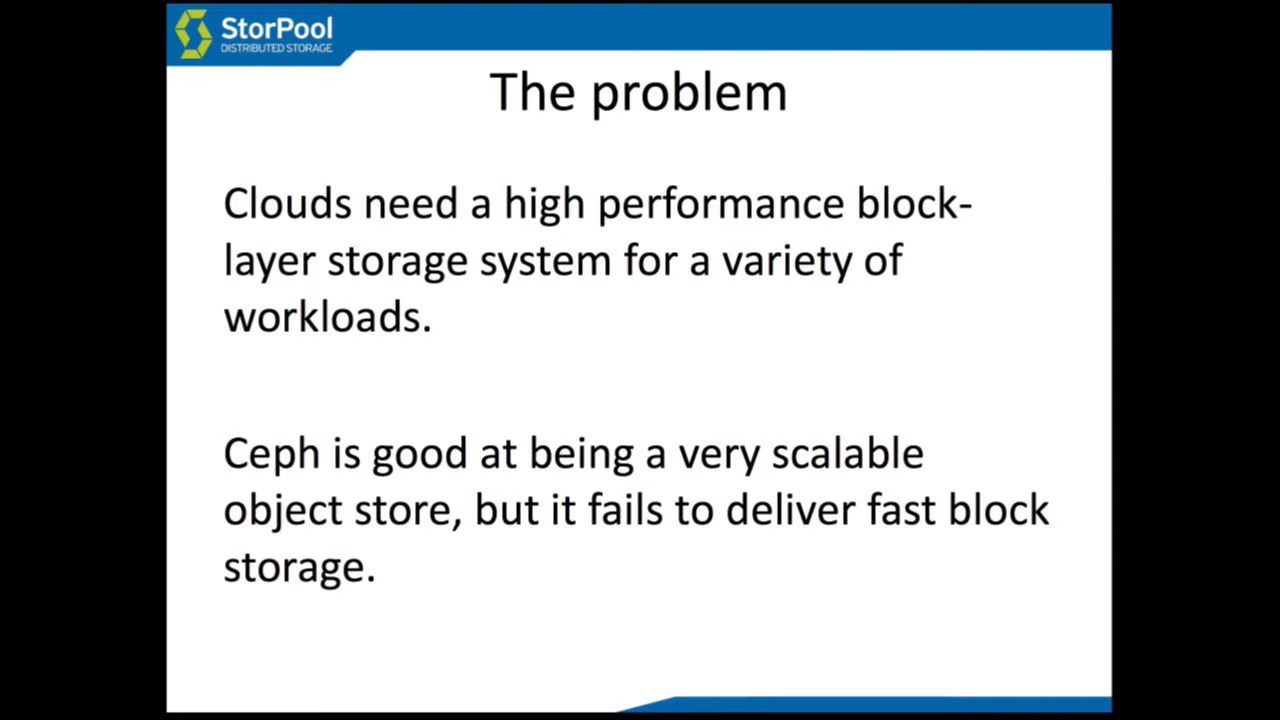 StorPool
DISTRIBUTED STORAGE
The problem
Clouds need a high performance block-
layer storage system for a variety of
workloads.
Ceph is good at being a very scalable
object store, but it fails to deliver fast block
storage.